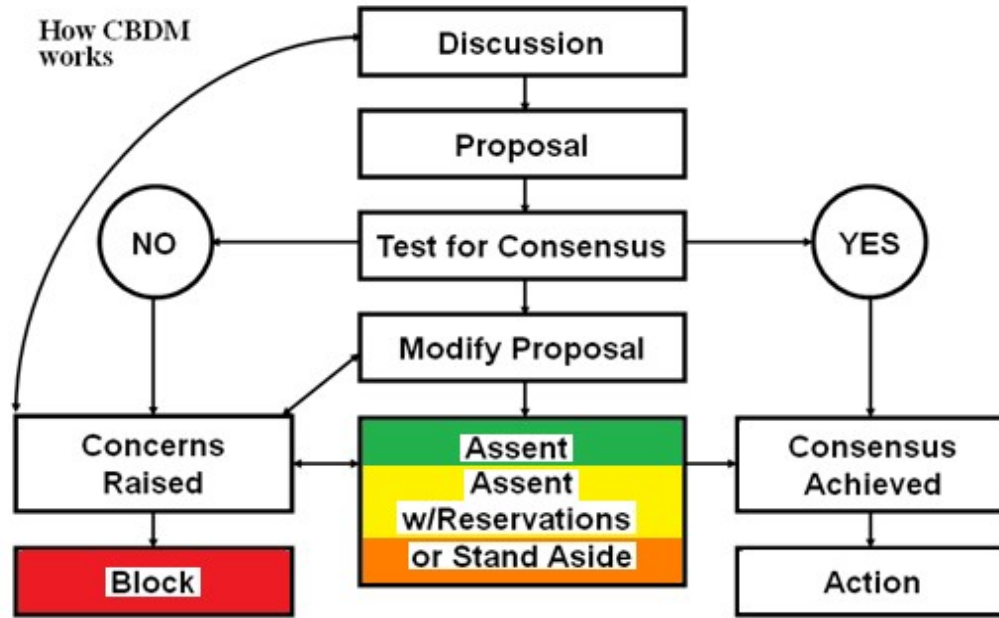 How CBDM
works
Discussion
Proposal
NO
Test for Consensus
YES
Modify Proposal
Concerns
Raised
Assent
Assent
w/Reservations
or Stand Aside
Consensus
Achieved
Block
Action